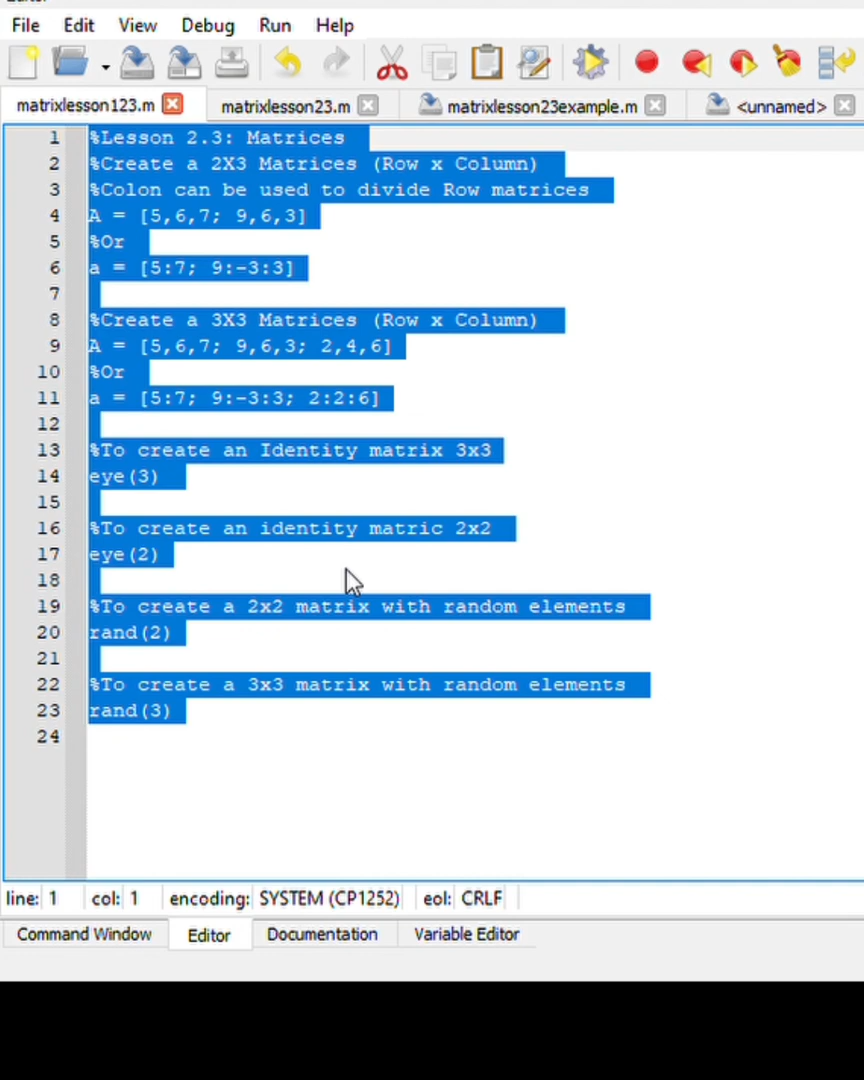 File Edit View Debug Run Help
matrixlesson123.m matrixlesson23.m matrixlesson23example.m <unnamed>
1 %Lesson 2.3: Matrices
2 %Create a 2X3 Matrices (Row x Column)
3 %Colon can be used to divide Row matrices
4 A = [5,6,7; 9,6,3]
5 %Or
6 a = [5:7; 9:-3:3]
7
8 %Create a 3X3 Matrices (Row x Column)
9 A = [5,6,7; 9,6,3; 2,4,6]
10 %Or
11 a = [5:7; 9:-3:3; 2:2:6]
12
13 %To create an Identity matrix 3x3
14 eye(3)
15
16 %To create an identity matric 2x2
17 eye(2)
18
19 %To create a 2x2 matrix with random elements
20 rand(2)
21
22 %To create a 3x3 matrix with random elements
23 rand(3)
24
line: 1 col: 1 encoding: SYSTEM (CP1252) eol: CRLF
Command Window Editor Documentation Variable Editor